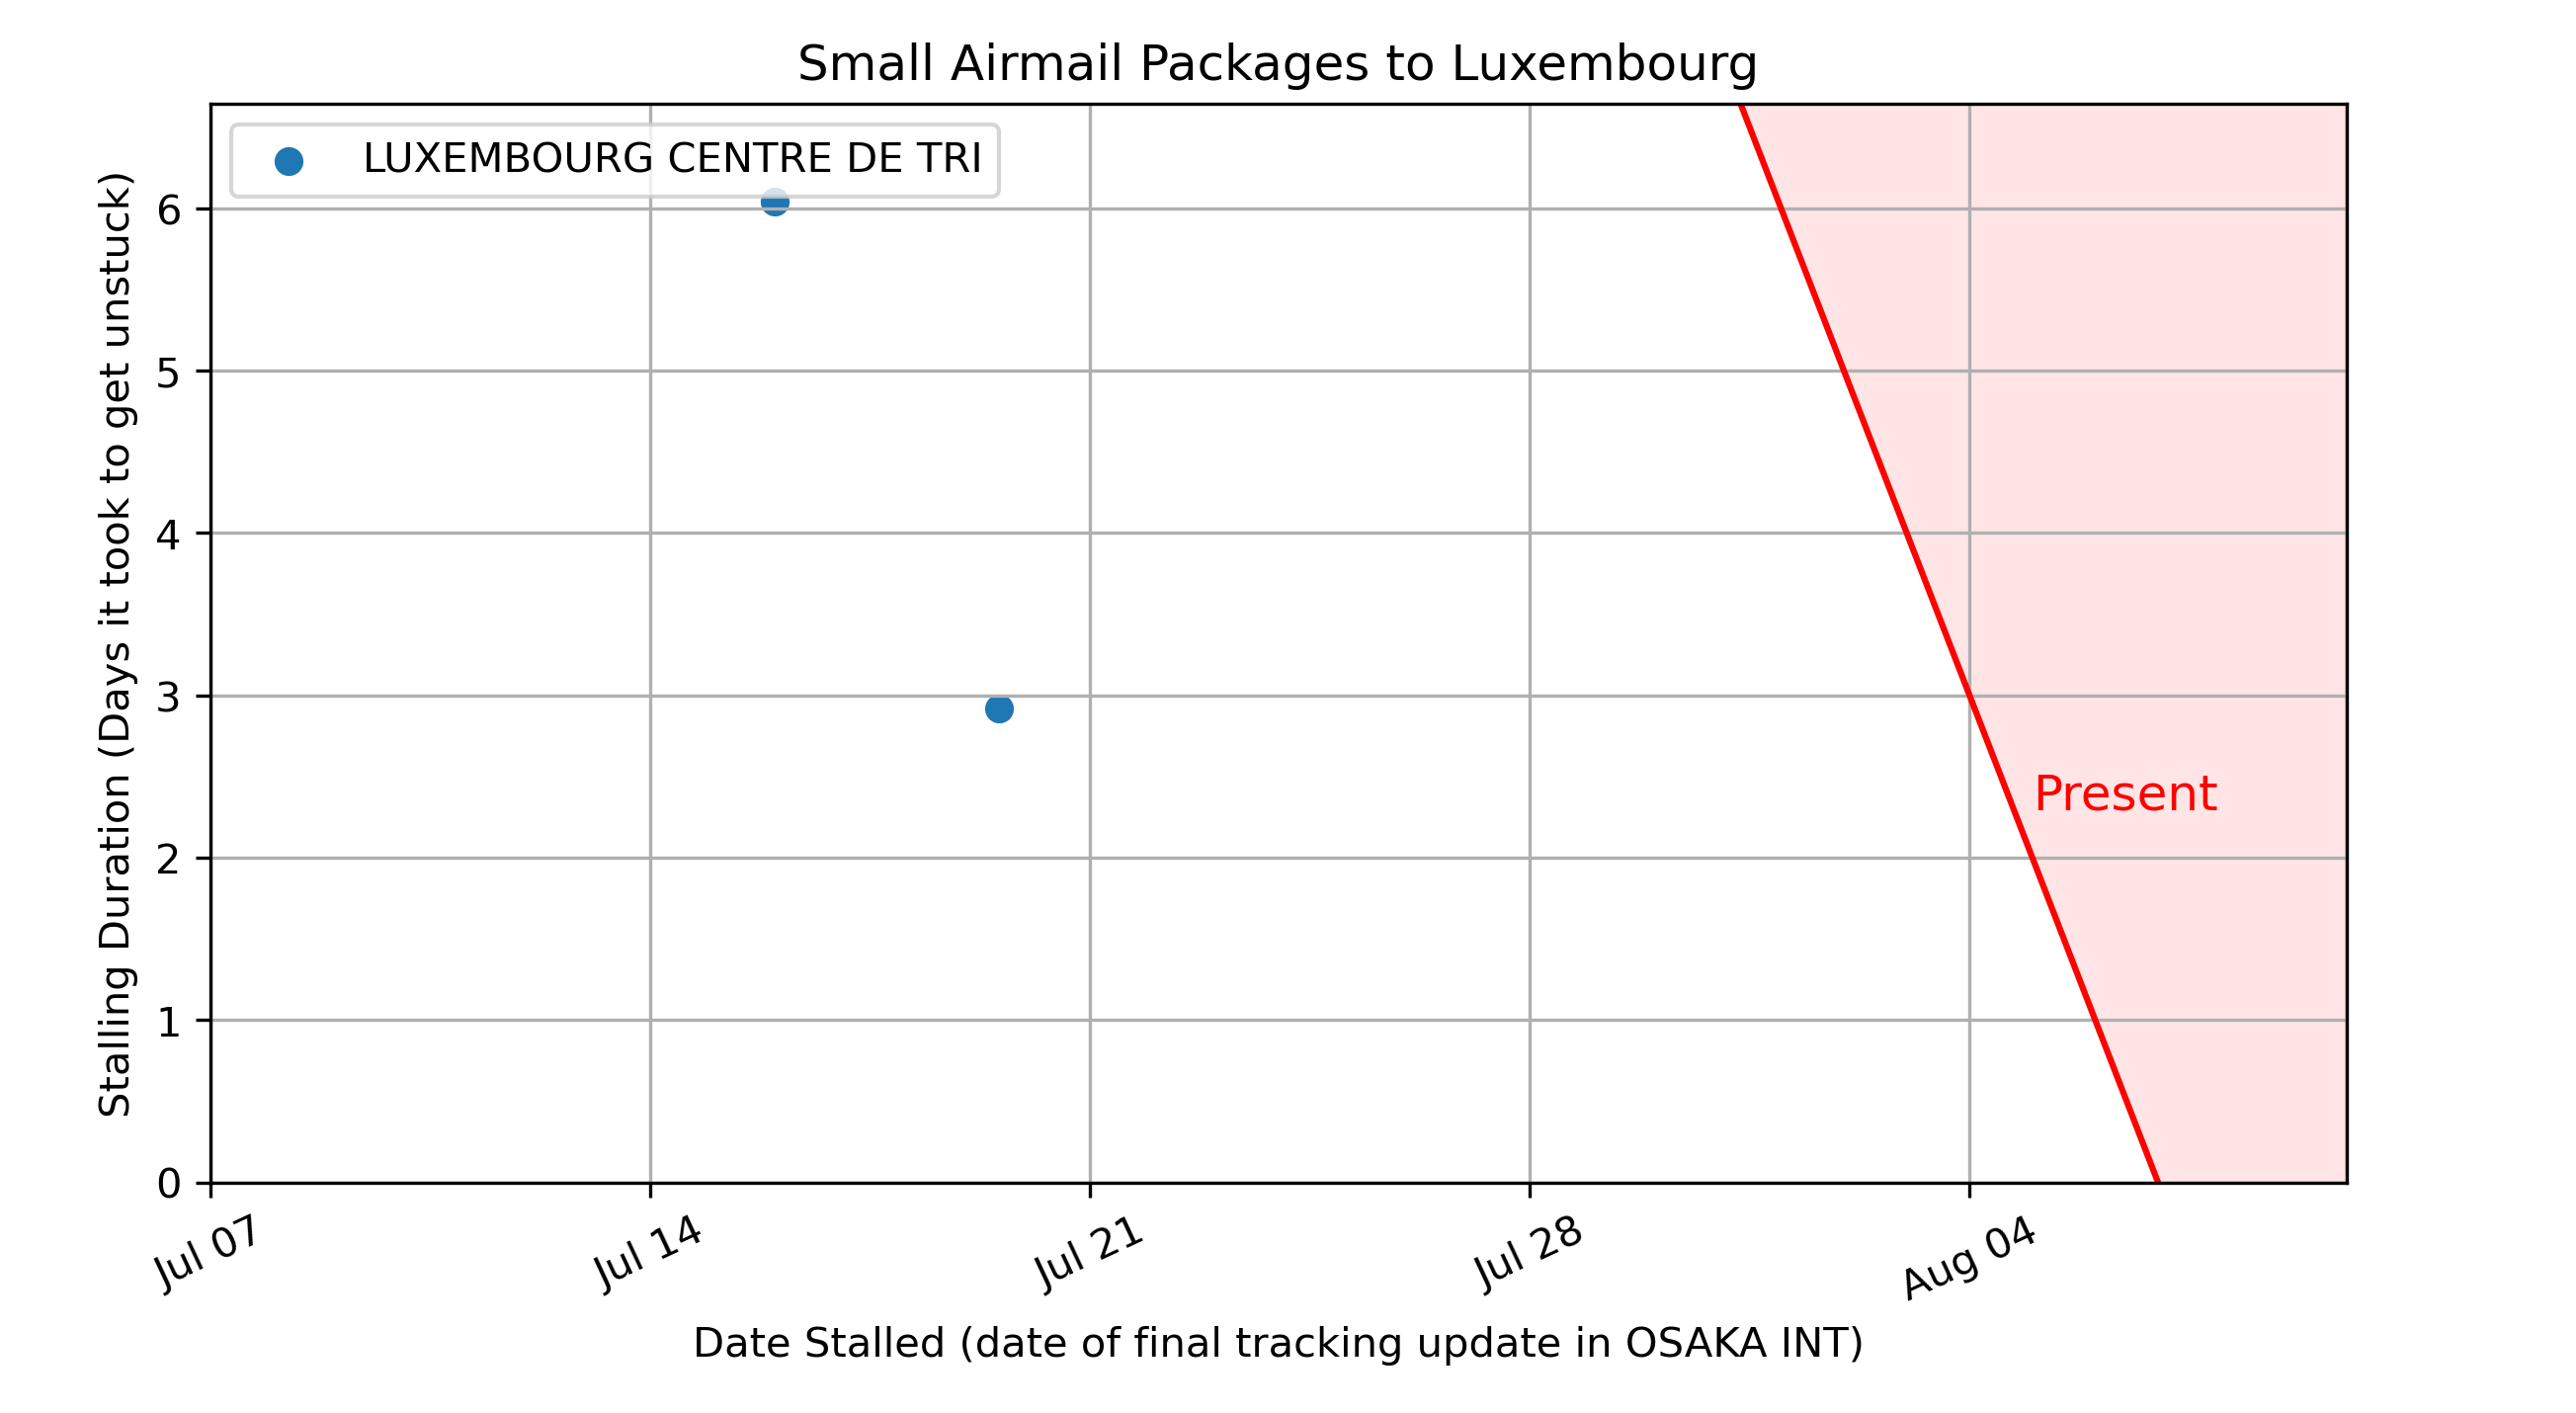 Small Airmail Packages to Luxembourg
LUXEMBOURG CENTRE DE TRI
Stalling Duration (Days it took to get unstuck)
6
5
4
3
2
1
0
Present
Jul 07
Jul 14
Jul 21
Jul 28
Aug 04
Date Stalled (date of final tracking update in OSAKA INT)